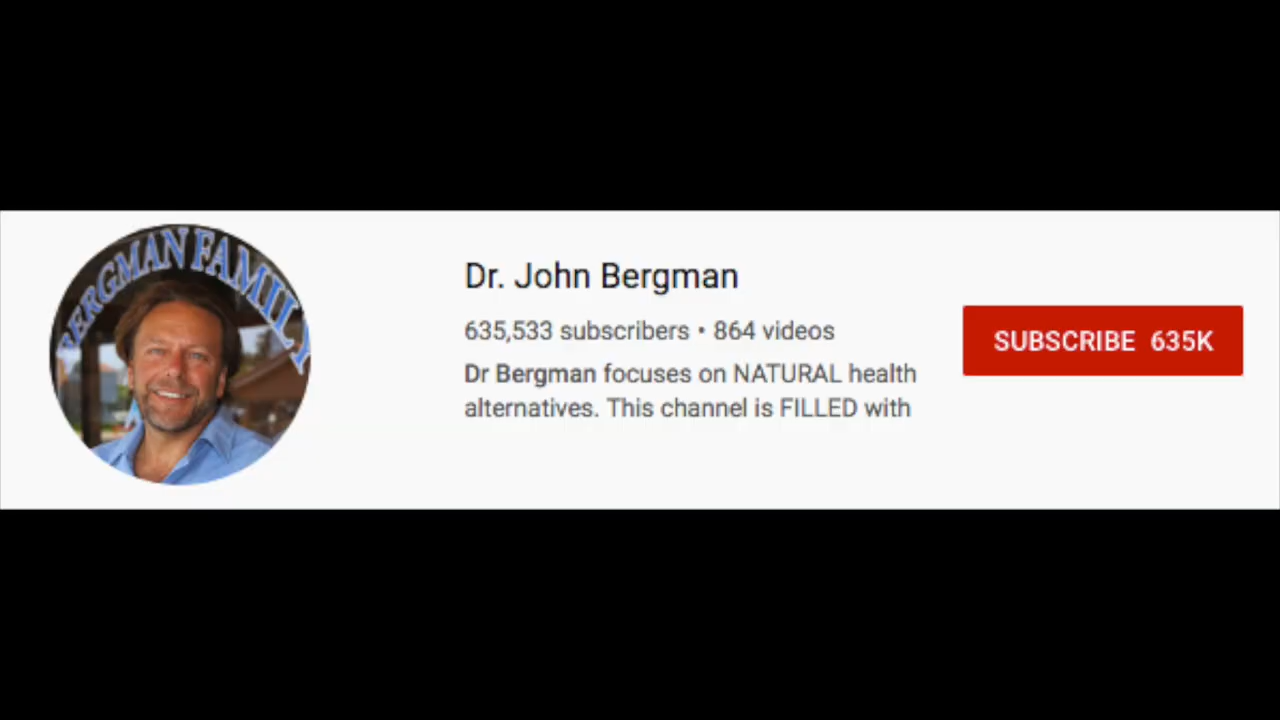 BERGMAN FAMILY
Dr. John Bergman
635,533 subscribers • 864 videos
Dr Bergman focuses on NATURAL health
alternatives. This channel is FILLED with
SUBSCRIBE 635K